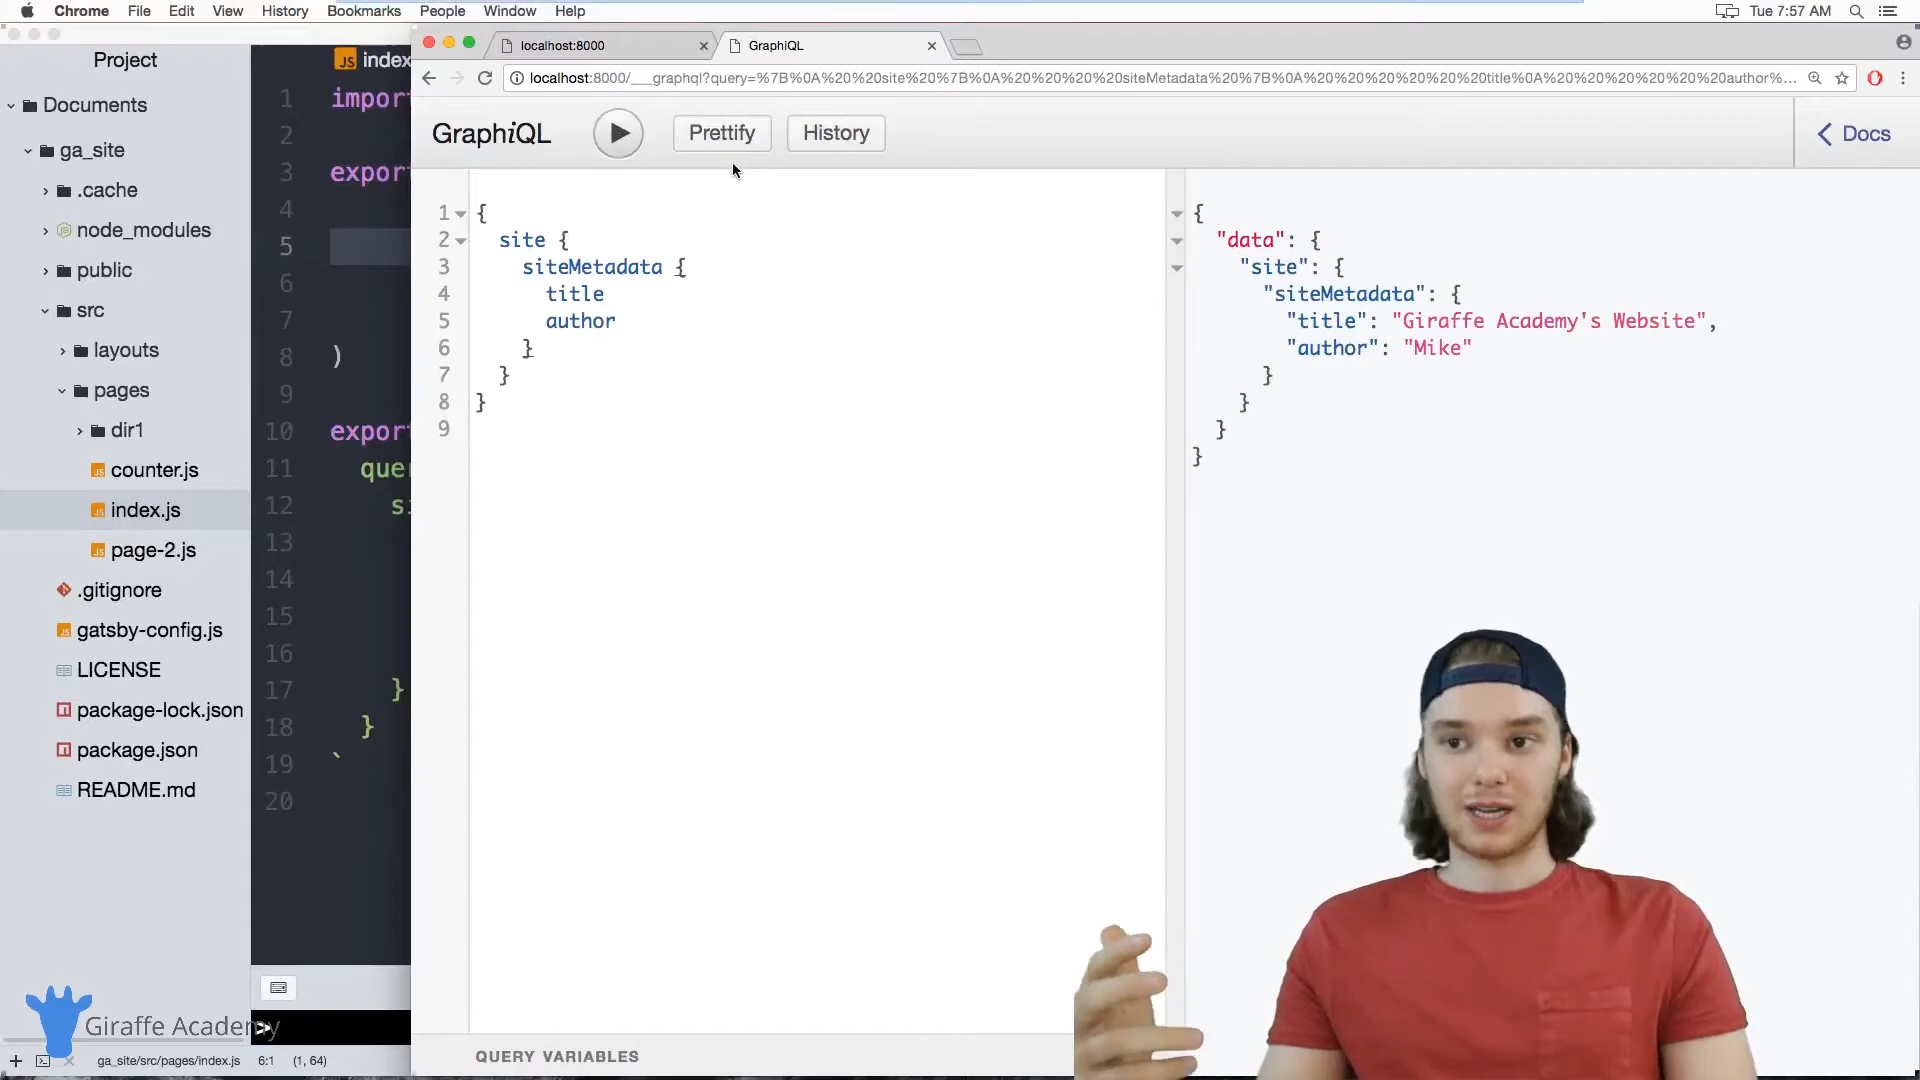 Chrome File Edit View History Bookmarks People Window Help
Tue 7:57 AM
Project
Documents
ga_site
.cache
node_modules
public
src
layouts
pages
dir1
counter.js
index.js
page-2.js
.gitignore
gatsby-config.js
LICENSE
package-lock.json
package.json
README.md
Giraffe Academy
ga_site/src/pages/index.js 6:1 (1, 64)
JS index
1 impor
2
3 expor
4
5
6
7
8 )
9
10 expor
11 que
12 s
13
14
15
16
17 }
18 }
19 `
20
>
localhost:8000
GraphiQL
localhost:8000/___graphql?query=%7B%0A%20%20site%20%7B%0A%20%20%20%20siteMetadata%20%7B%0A%20%20%20%20%20%20title%0A%20%20%20%20%20%20author%...
GraphiQL
Prettify
History
Docs
1 {
2 site {
3 siteMetadata {
4 title
5 author
6 }
7 }
8 }
9
{
"data": {
"site": {
"siteMetadata": {
"title": "Giraffe Academy's Website",
"author": "Mike"
}
}
}
}
QUERY VARIABLES